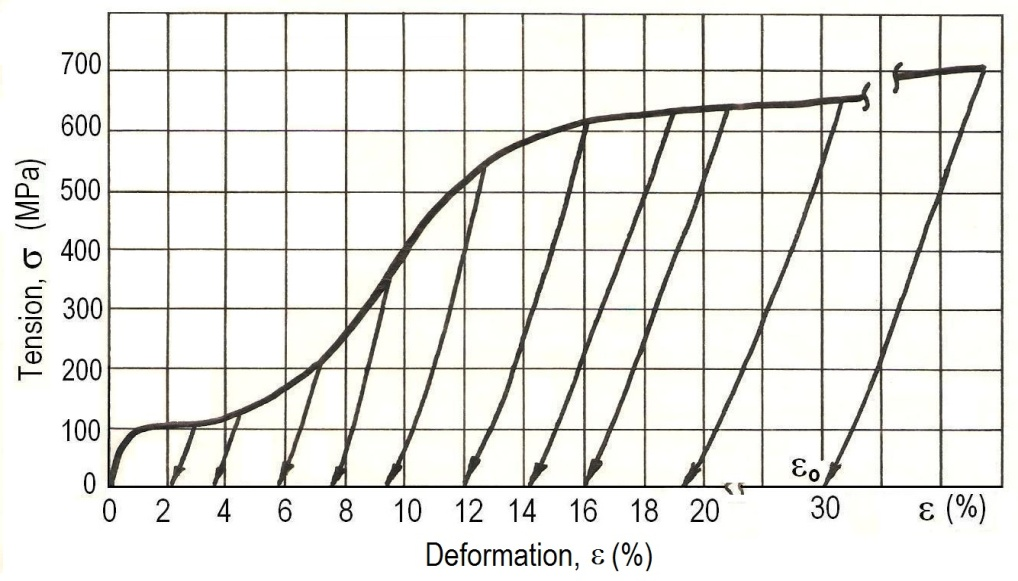 700
600
500
400
300
200
100
0
Tension, σ (MPa)
ε₀
0 2 4 6 8 10 12 14 16 18 20 30 ε (%)
Deformation, ε (%)